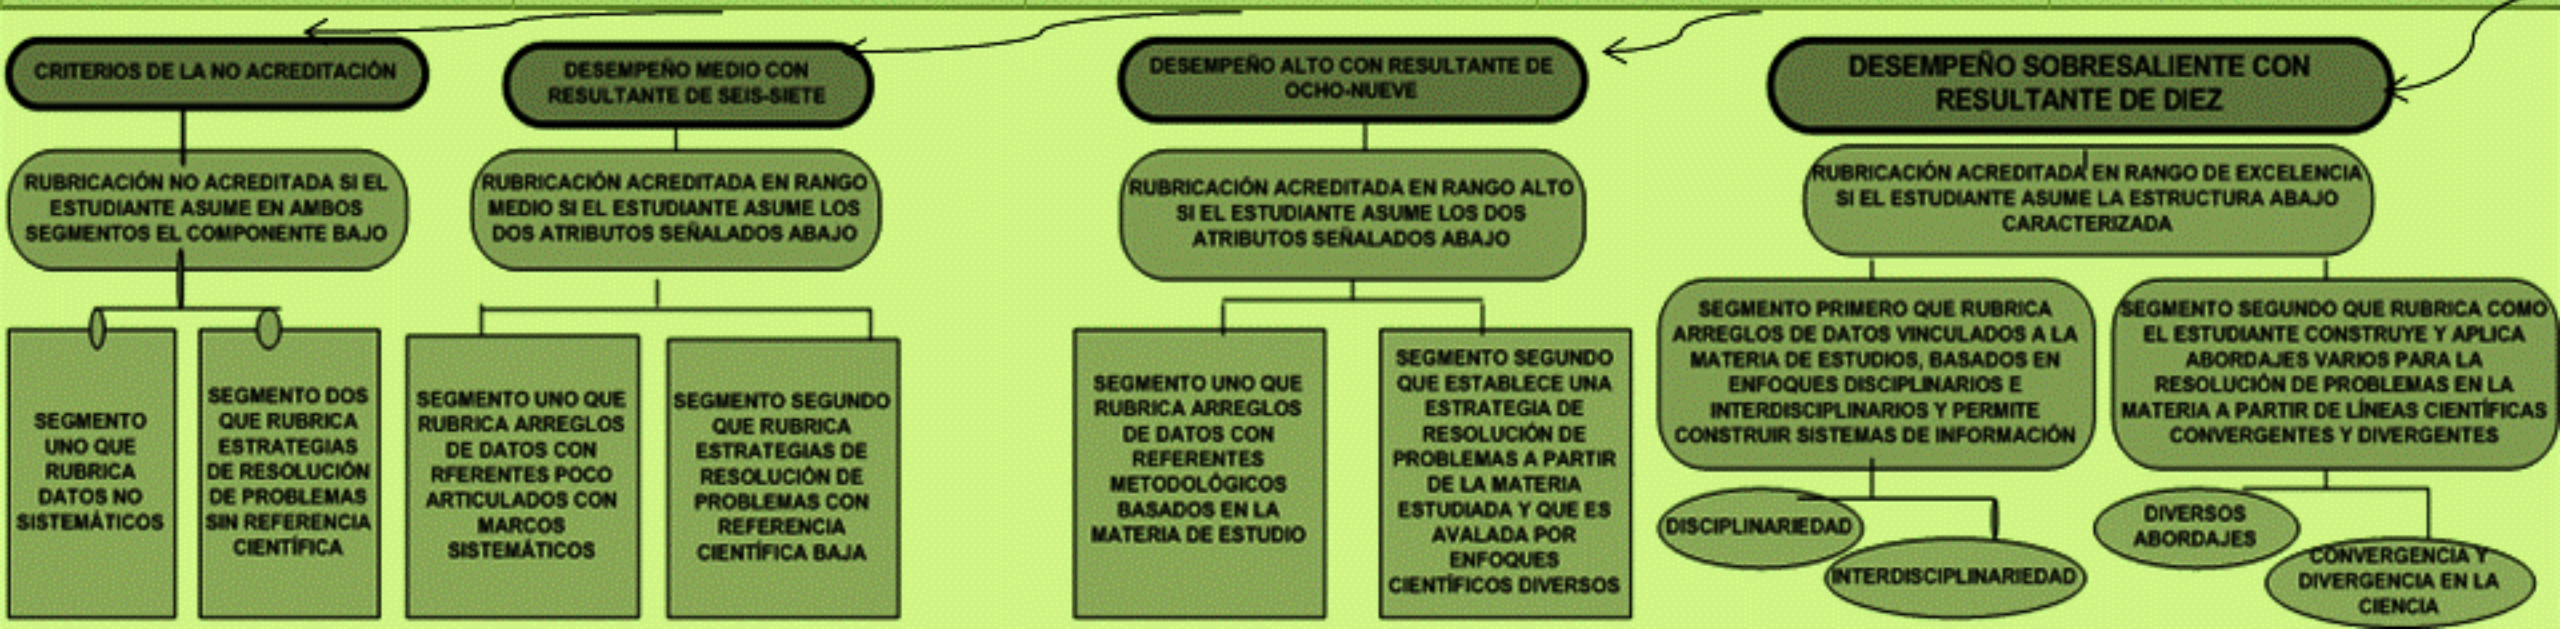 CRITERIOS DE LA NO ACREDITACIÓN
RUBRICACIÓN NO ACREDITADA SI EL
ESTUDIANTE ASUME EN AMBOS
SEGMENTOS EL COMPONENTE BAJO
SEGMENTO
UNO QUE
RUBRICA
DATOS NO
SISTEMÁTICOS
SEGMENTO DOS
QUE RUBRICA
ESTRATEGIAS
DE RESOLUCIÓN
DE PROBLEMAS
SIN REFERENCIA
CIENTÍFICA
DESEMPEÑO MEDIO CON
RESULTANTE DE SEIS-SIETE
RUBRICACIÓN ACREDITADA EN RANGO
MEDIO SI EL ESTUDIANTE ASUME LOS
DOS ATRIBUTOS SEÑALADOS ABAJO
SEGMENTO UNO QUE
RUBRICA ARREGLOS
DE DATOS CON
RFERENTES POCO
ARTICULADOS CON
MARCOS
SISTEMÁTICOS
SEGMENTO SEGUNDO
QUE RUBRICA
ESTRATEGIAS DE
RESOLUCIÓN DE
PROBLEMAS CON
REFERENCIA
CIENTÍFICA BAJA
DESEMPEÑO ALTO CON RESULTANTE DE
OCHO-NUEVE
RUBRICACIÓN ACREDITADA EN RANGO ALTO
SI EL ESTUDIANTE ASUME LOS DOS
ATRIBUTOS SEÑALADOS ABAJO
SEGMENTO UNO QUE
RUBRICA ARREGLOS
DE DATOS CON
REFERENTES
METODOLÓGICOS
BASADOS EN LA
MATERIA DE ESTUDIO
SEGMENTO SEGUNDO
QUE ESTABLECE UNA
ESTRATEGIA DE
RESOLUCIÓN DE
PROBLEMAS A PARTIR
DE LA MATERIA
ESTUDIADA Y QUE ES
AVALADA POR
ENFOQUES
CIENTÍFICOS DIVERSOS
DESEMPEÑO SOBRESALIENTE CON
RESULTANTE DE DIEZ
RUBRICACIÓN ACREDITADA EN RANGO DE EXCELENCIA
SI EL ESTUDIANTE ASUME LA ESTRUCTURA ABAJO
CARACTERIZADA
SEGMENTO PRIMERO QUE RUBRICA
ARREGLOS DE DATOS VINCULADOS A LA
MATERIA DE ESTUDIOS, BASADOS EN
ENFOQUES DISCIPLINARIOS E
INTERDISCIPLINARIOS Y PERMITE
CONSTRUIR SISTEMAS DE INFORMACIÓN
DISCIPLINARIEDAD
INTERDISCIPLINARIEDAD
SEGMENTO SEGUNDO QUE RUBRICA COMO
EL ESTUDIANTE CONSTRUYE Y APLICA
ABORDAJES VARIOS PARA LA
RESOLUCIÓN DE PROBLEMAS EN LA
MATERIA A PARTIR DE LÍNEAS CIENTÍFICAS
CONVERGENTES Y DIVERGENTES
DIVERSOS
ABORDAJES
CONVERGENCIA Y
DIVERGENCIA EN LA
CIENCIA